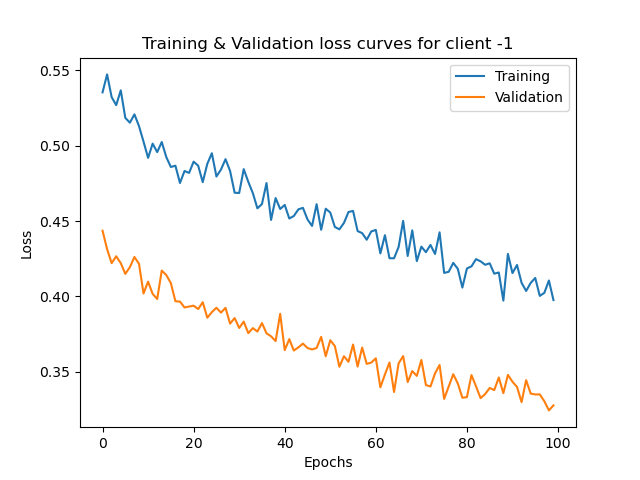 Training & Validation loss curves for client -1
Training
Validation
Loss
0.55
0.50
0.45
0.40
0.35
0
20
40
60
80
100
Epochs